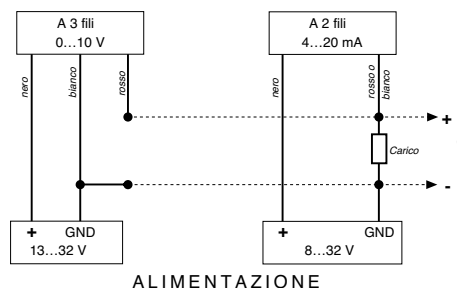 A 3 fili
0...10 V
A 2 fili
4...20 mA
nero
bianco
rosso
nero
rosso o
bianco
+
Carico
-
+ GND
13...32 V
+ GND
8...32 V
ALIMENTAZIONE